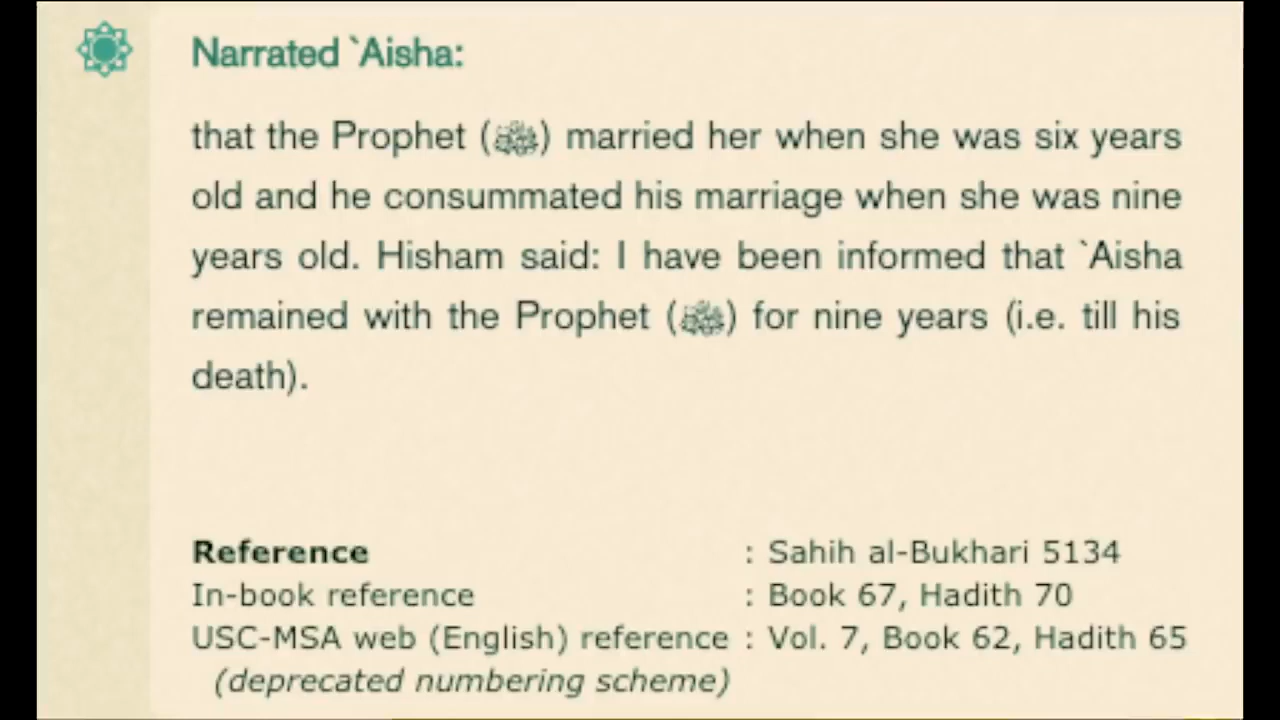 Narrated `Aisha:
that the Prophet (ﷺ) married her when she was six years
old and he consummated his marriage when she was nine
years old. Hisham said: I have been informed that `Aisha
remained with the Prophet (ﷺ) for nine years (i.e. till his
death).
Reference : Sahih al-Bukhari 5134
In-book reference : Book 67, Hadith 70
USC-MSA web (English) reference : Vol. 7, Book 62, Hadith 65
(deprecated numbering scheme)